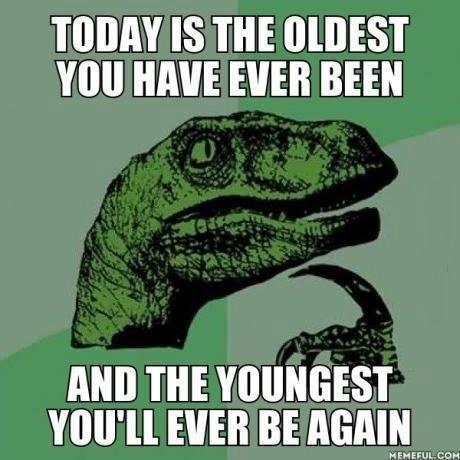 TODAY IS THE OLDEST
YOU HAVE EVER BEEN
AND THE YOUNGEST
YOU'LL EVER BE AGAIN
MEMEFUL.COM